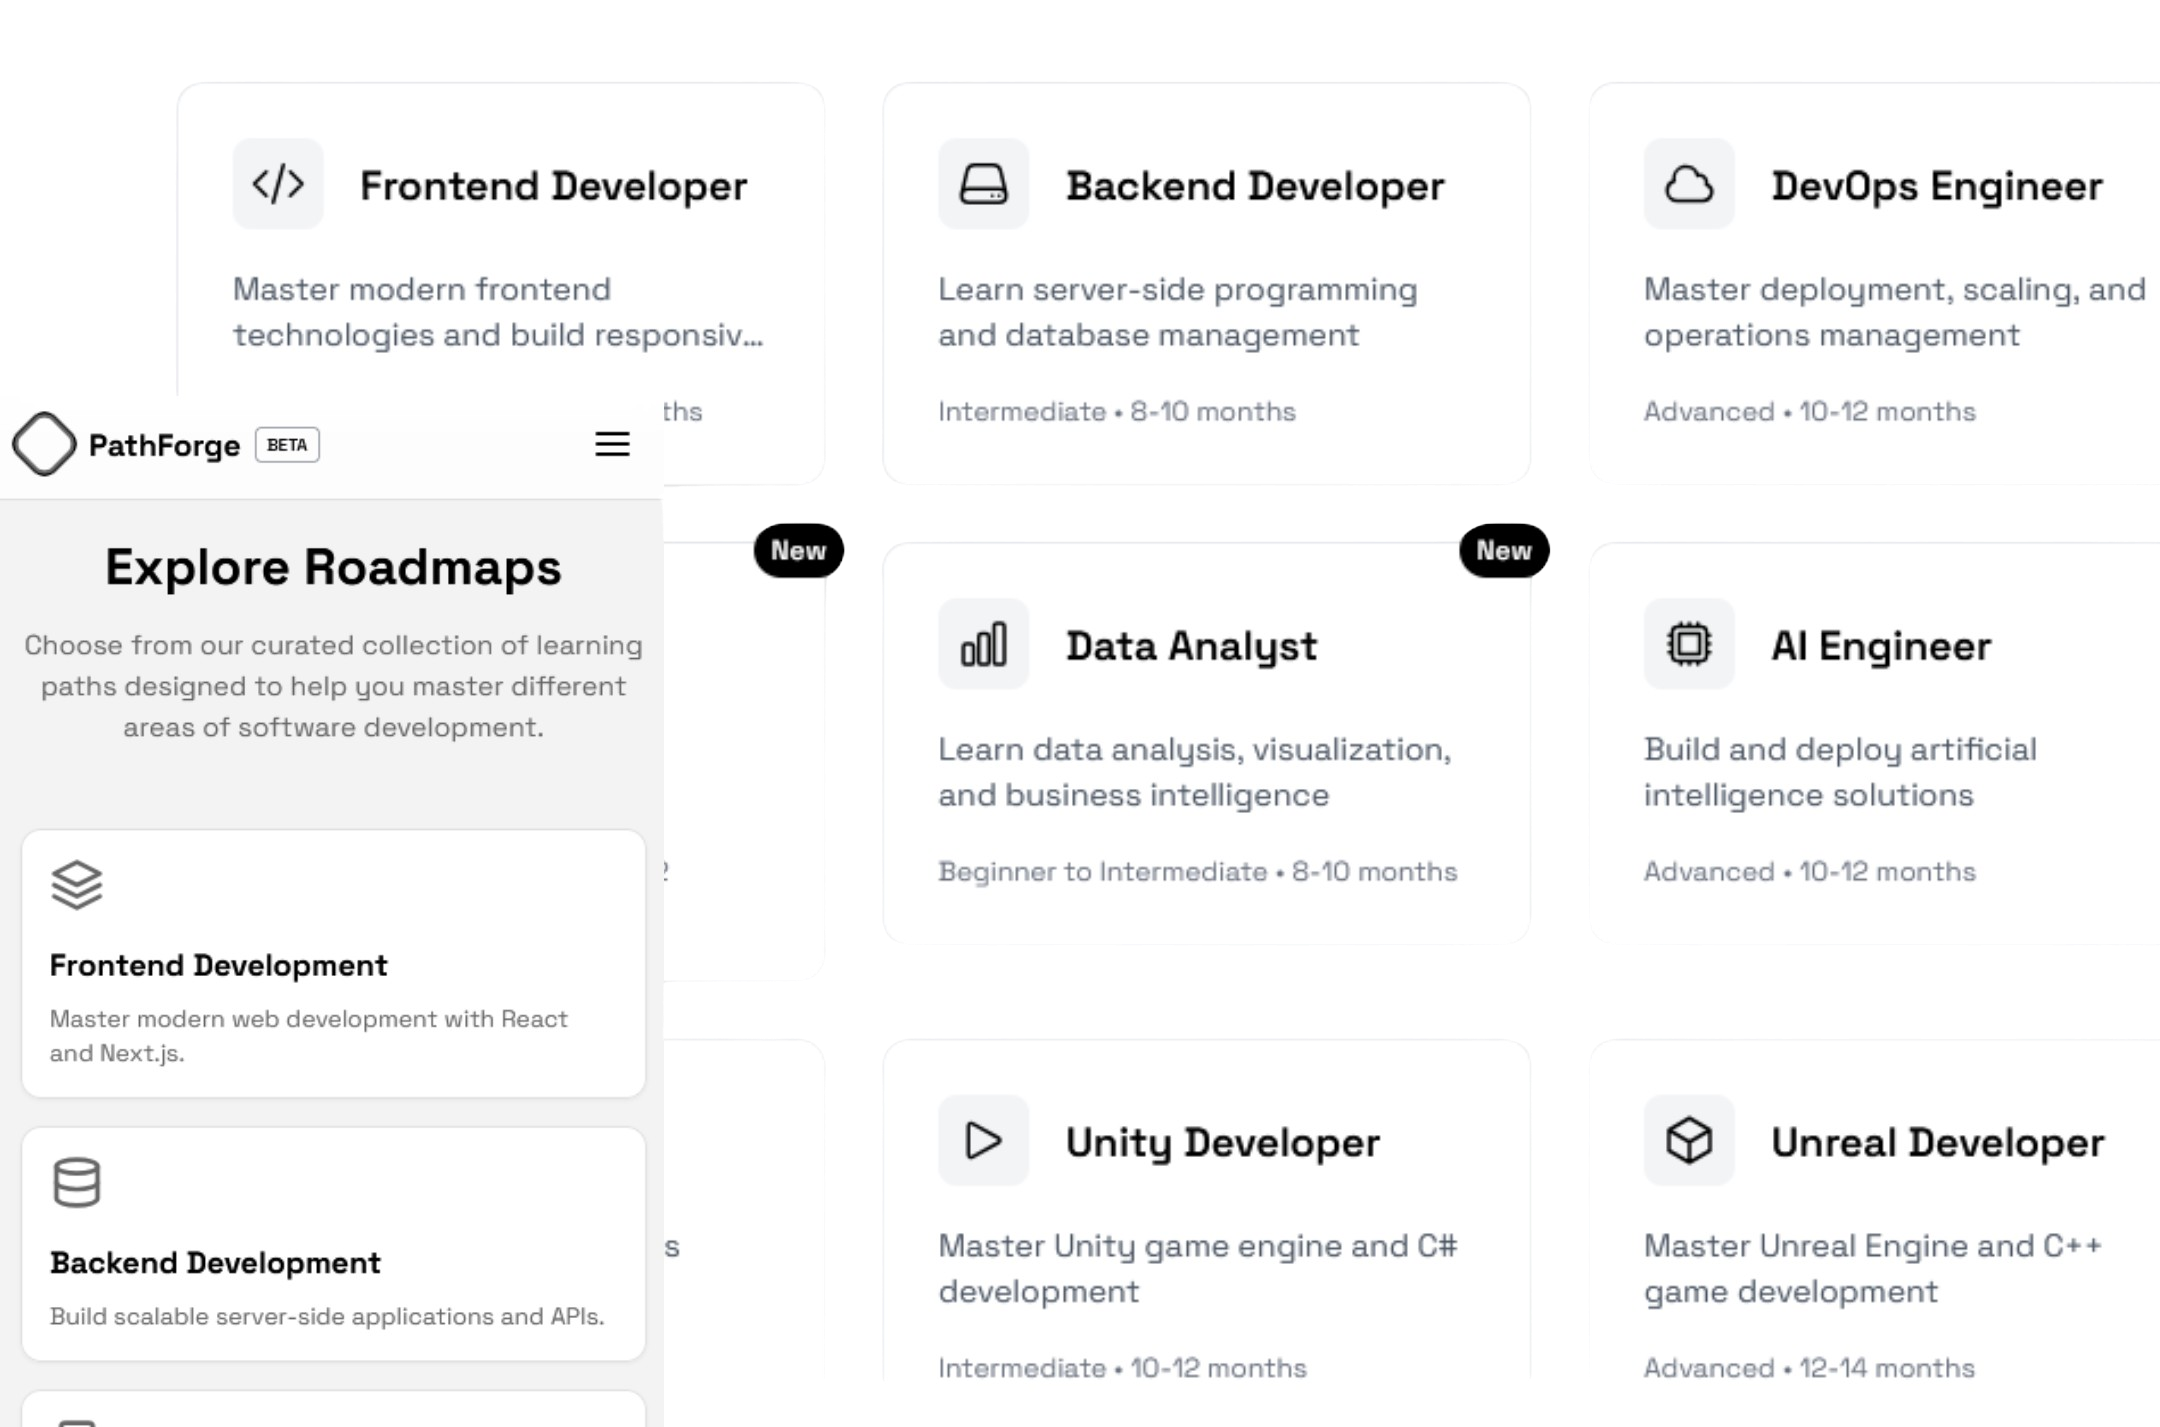 Frontend Developer
Master modern frontend
technologies and build responsiv...
ths
Backend Developer
Learn server-side programming
and database management
Intermediate • 8-10 months
DevOps Engineer
Master deployment, scaling, and
operations management
Advanced • 10-12 months
New
2
New
Data Analyst
Learn data analysis, visualization,
and business intelligence
Beginner to Intermediate • 8-10 months
AI Engineer
Build and deploy artificial
intelligence solutions
Advanced • 10-12 months
s
Unity Developer
Master Unity game engine and C#
development
Intermediate • 10-12 months
Unreal Developer
Master Unreal Engine and C++
game development
Advanced • 12-14 months
PathForge BETA
Explore Roadmaps
Choose from our curated collection of learning
paths designed to help you master different
areas of software development.
Frontend Development
Master modern web development with React
and Next.js.
Backend Development
Build scalable server-side applications and APIs.